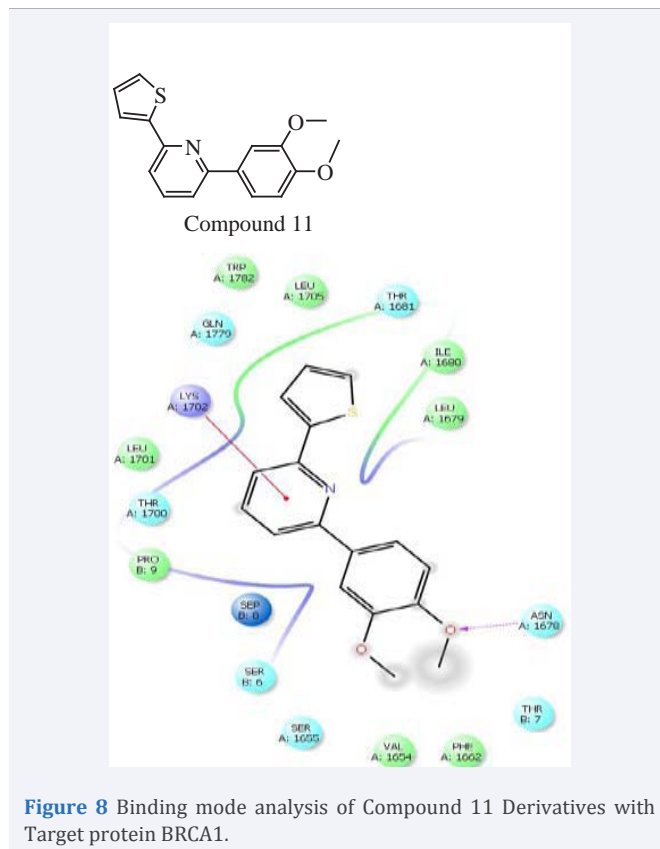 S
O
N
O
Compound 11
TRP
A: 1782
LEU
A: 1705
THR
A: 1681
GLN
A: 1779
ILE
A: 1680
LYS
A: 1702
LEU
A: 1679
S
LEU
A: 1701
N
THR
A: 1700
PRO
B: 9
SEP
B: 8
ASN
A: 1678
O
O
SER
B: 6
THR
B: 7
SER
A: 1655
VAL
A: 1654
PHE
A: 1662
Figure 8 Binding mode analysis of Compound 11 Derivatives with
Target protein BRCA1.